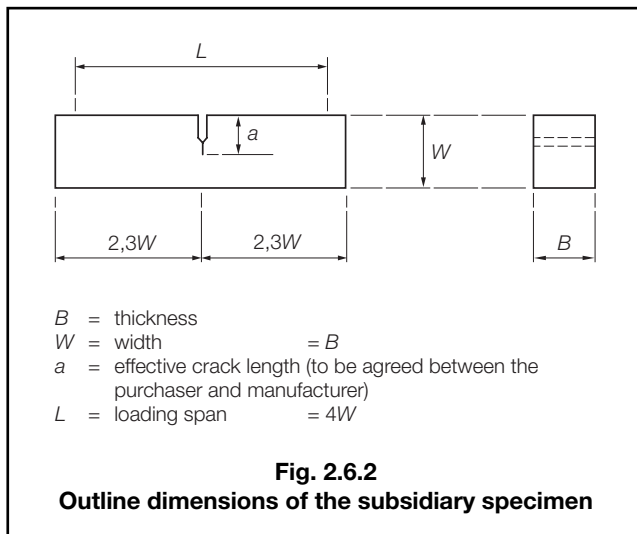 L
a
W
2,3W 2,3W
B
B = thickness
W = width = B
a = effective crack length (to be agreed between the
purchaser and manufacturer)
L = loading span = 4W
Fig. 2.6.2
Outline dimensions of the subsidiary specimen